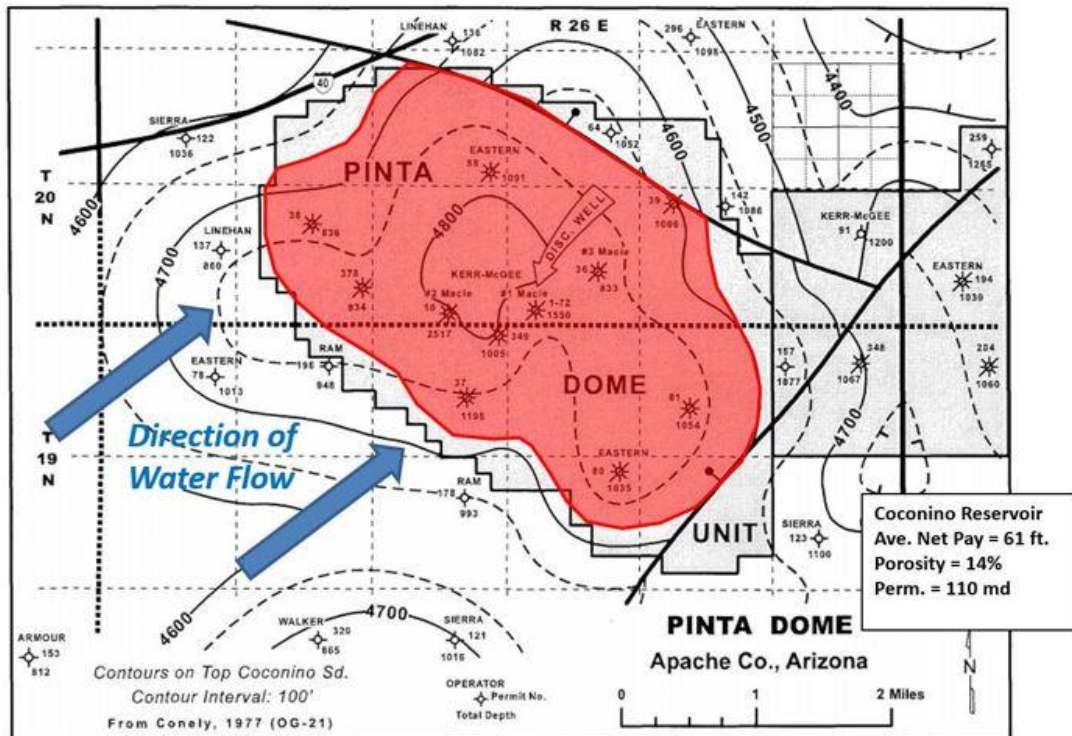 R 26 E
LINEHAN
138
1082
EASTERN
296
1098
40
4400
4500
4600
SIERRA
122
1036
64
1052
259
1265
T
20
N
PINTA
EASTERN
88
1091
4600
142
1086
39
1006
KERR-McGEE
91
1200
38
836
4800
DISC. WELL
LINEHAN
137
860
4700
EASTERN
194
1030
#3 Macie
36
833
KERR-McGEE
378
834
#2 Macie
10
2517
#1 Macie
1-72
1550
349
1005
RAM
196
948
EASTERN
78
1013
157
1077
348
1067
204
1060
37
1195
DOME
81
1054
4700
Direction of
Water Flow
T
19
N
EASTERN
80
1035
RAM
178
993
UNIT
SIERRA
123
1100
Coconino Reservoir
Ave. Net Pay = 61 ft.
Porosity = 14%
Perm. = 110 md
4600
4700
WALKER
320
865
SIERRA
121
1016
ARMOUR
153
812
PINTA DOME
Apache Co., Arizona
N
Contours on Top Coconino Sd.
Contour Interval: 100'
From Conely, 1977 (OG-21)
OPERATOR
Permit No.
Total Depth
0 1 2 Miles